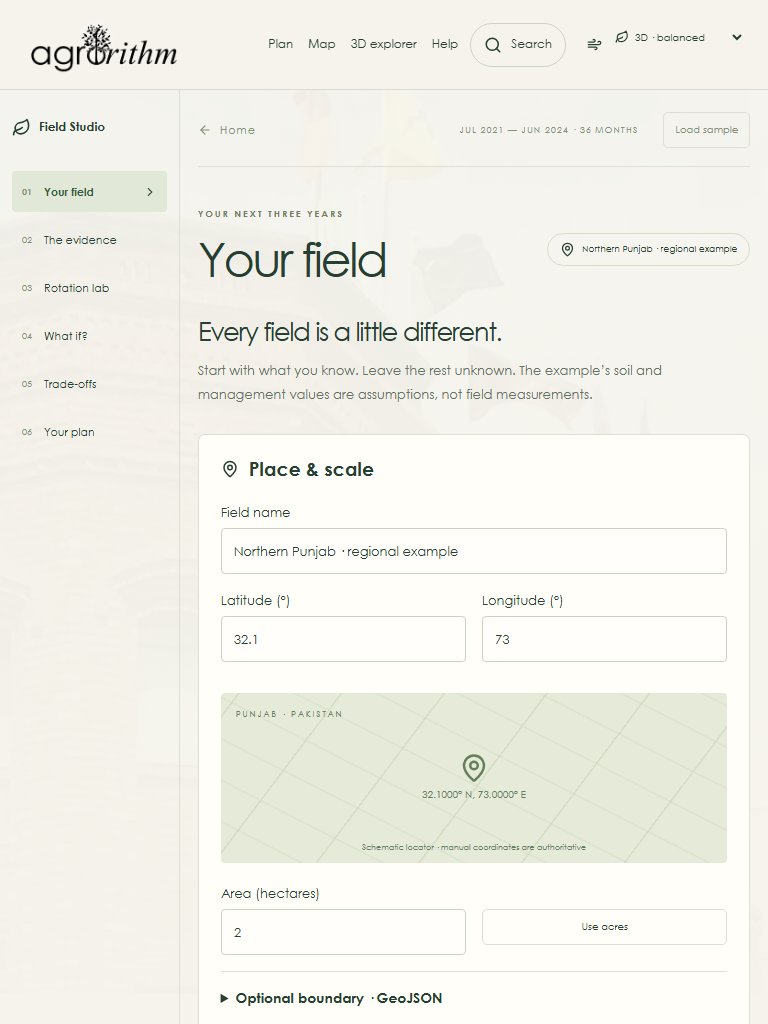 agrorithm
Plan Map 3D explorer Help Search 3D · balanced
Field Studio
← Home JUL 2021 — JUN 2024 · 36 MONTHS Load sample
01 Your field
02 The evidence
03 Rotation lab
04 What if?
05 Trade-offs
06 Your plan
YOUR NEXT THREE YEARS
Your field
Northern Punjab · regional example
Every field is a little different.
Start with what you know. Leave the rest unknown. The example’s soil and
management values are assumptions, not field measurements.
Place & scale
Field name
Northern Punjab · regional example
Latitude (°) Longitude (°)
32.1 73
PUNJAB · PAKISTAN
32.1000° N, 73.0000° E
Schematic locator · manual coordinates are authoritative
Area (hectares)
2 Use acres
Optional boundary · GeoJSON